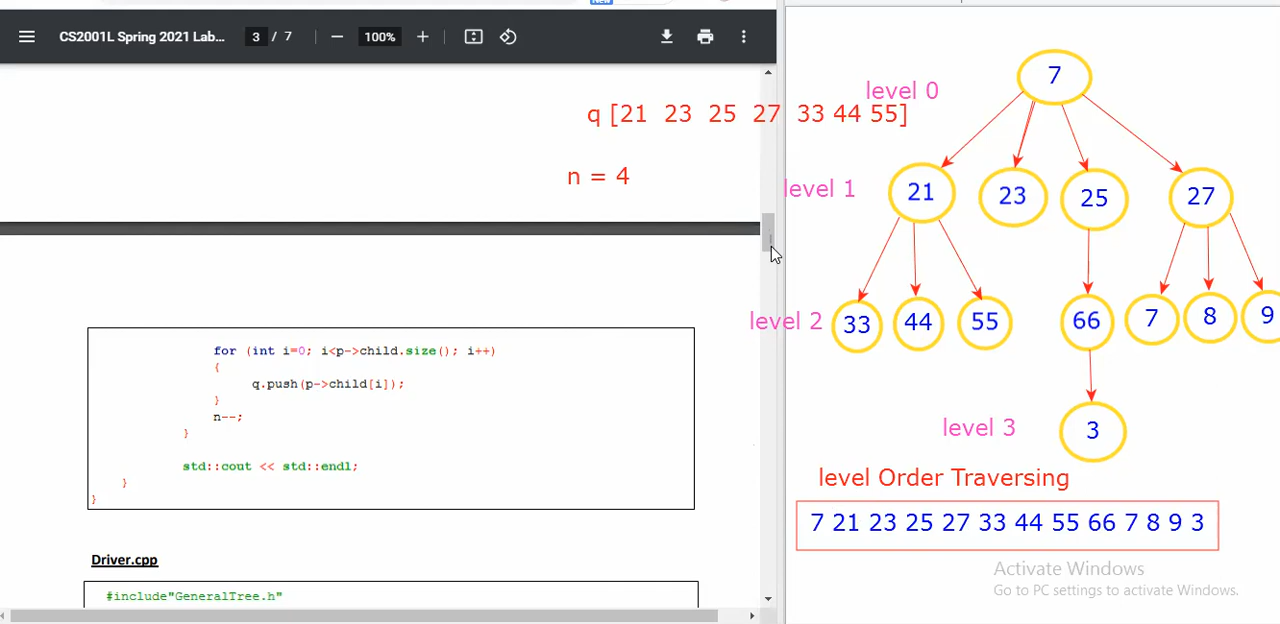 New
CS2001L Spring 2021 Lab...
3 / 7
100%
q [21 23 25 27 33 44 55]
n = 4
for (int i=0; i<p->child.size(); i++)
{
q.push(p->child[i]);
}
n--;
}
std::cout << std::endl;
}
}
Driver.cpp
#include"GeneralTree.h"
level 0
7
level 1
21
23
25
27
level 2
33
44
55
66
7
8
9
level 3
3
level Order Traversing
7 21 23 25 27 33 44 55 66 7 8 9 3
Activate Windows
Go to PC settings to activate Windows.